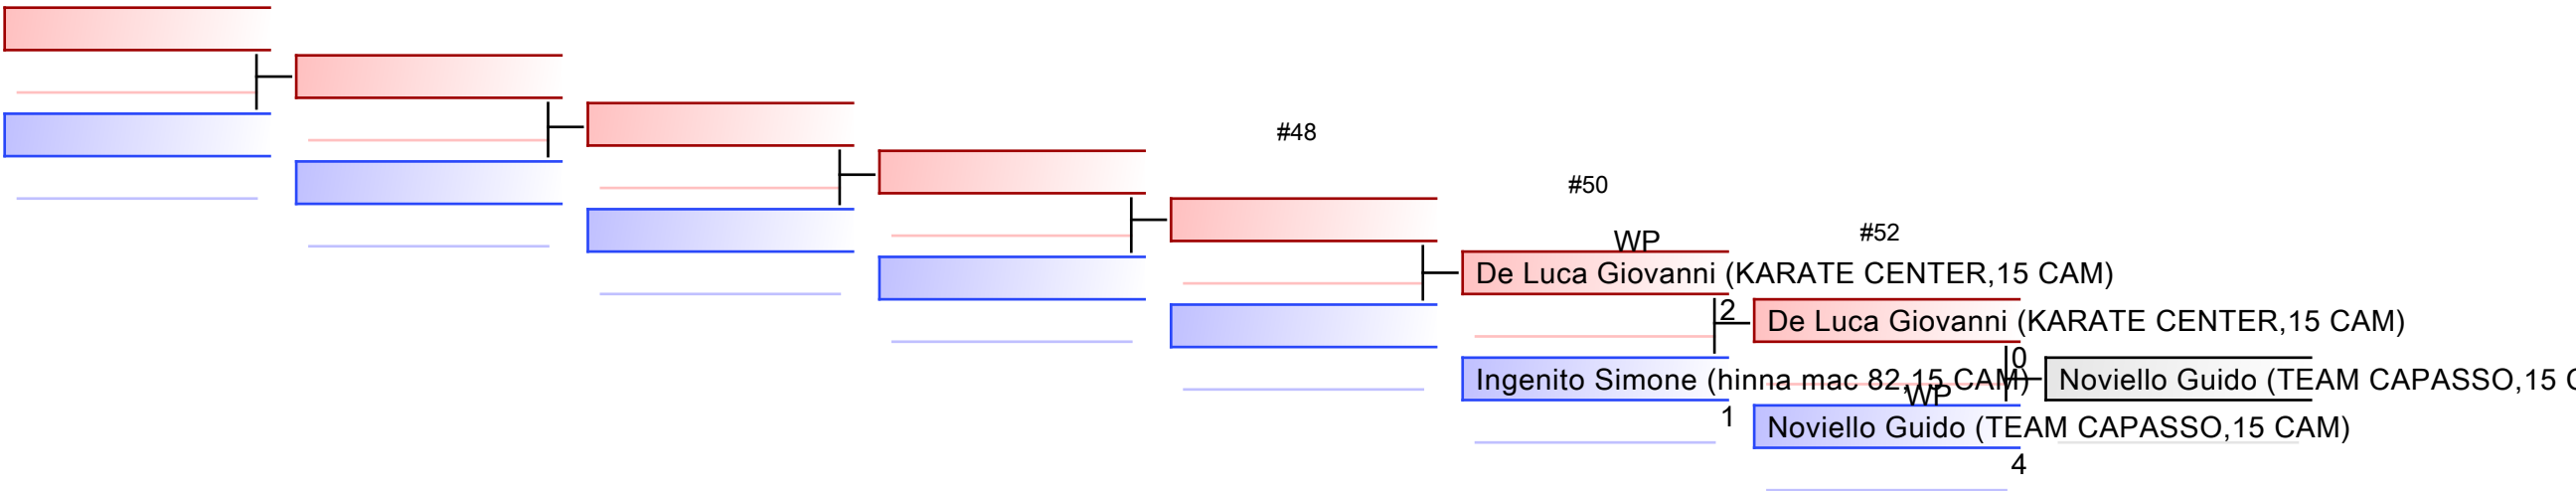 #48
#50
WP
#52
De Luca Giovanni (KARATE CENTER,15 CAM)
2
De Luca Giovanni (KARATE CENTER,15 CAM)
0
Ingenito Simone (hinna mac 82,15 CAM)
Noviello Guido (TEAM CAPASSO,15 C
WP
1
Noviello Guido (TEAM CAPASSO,15 CAM)
4